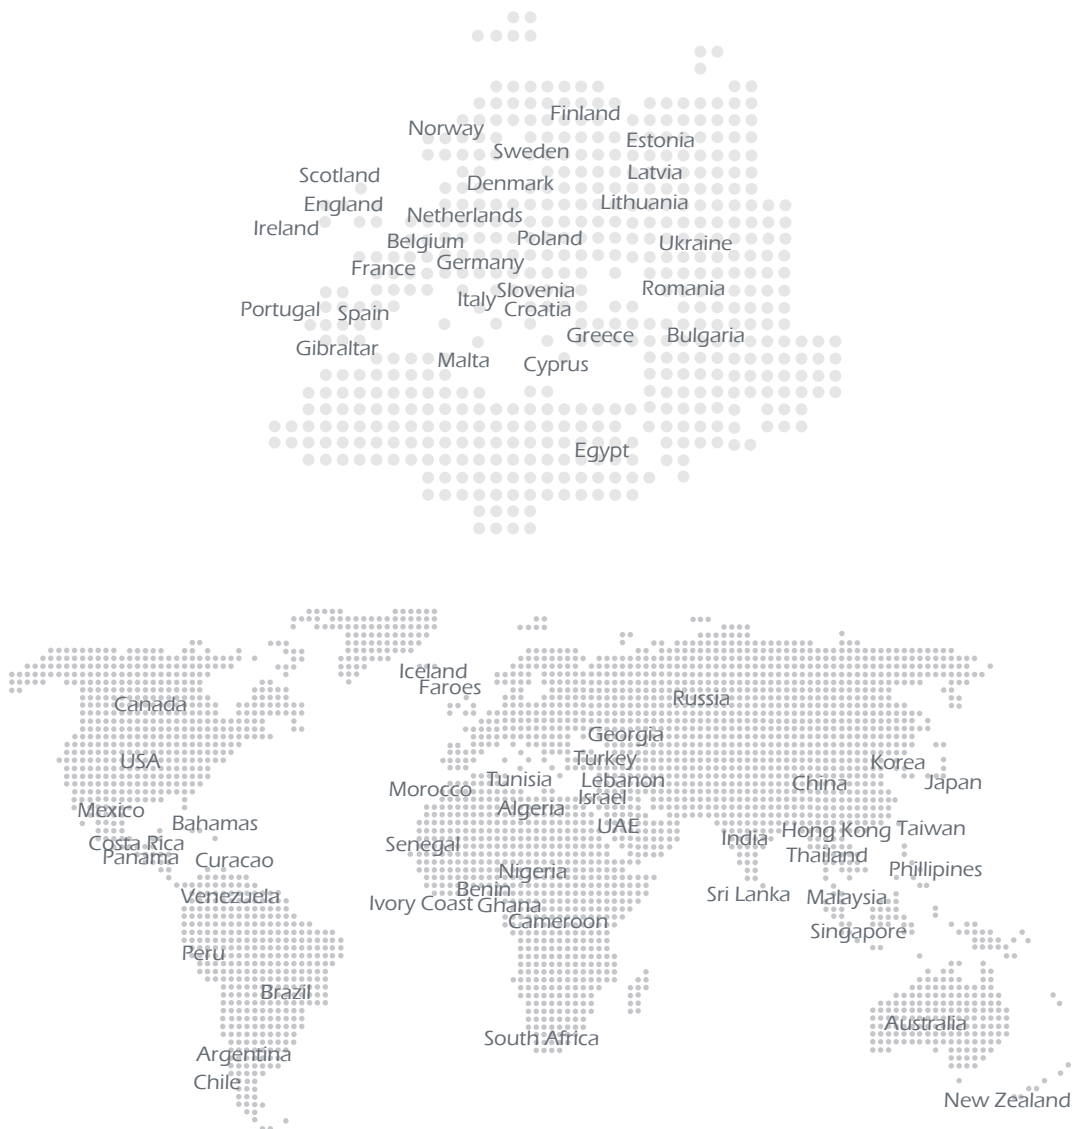 Finland
Norway
Estonia
Sweden
Latvia
Scotland
Denmark
England
Lithuania
Netherlands
Ireland
Belgium
Poland
Ukraine
France
Germany
Slovenia
Romania
Italy
Portugal
Spain
Croatia
Greece
Bulgaria
Gibraltar
Malta
Cyprus
Egypt
Iceland
Faroes
Canada
Russia
Georgia
USA
Turkey
Korea
Tunisia
Lebanon
China
Japan
Morocco
Israel
Mexico
Algeria
Bahamas
UAE
Hong Kong
Taiwan
India
Costa Rica
Senegal
Panama
Thailand
Curacao
Nigeria
Phillipines
Benin
Venezuela
Sri Lanka
Malaysia
Ivory Coast
Ghana
Cameroon
Singapore
Peru
Brazil
Australia
South Africa
Argentina
Chile
New Zealand